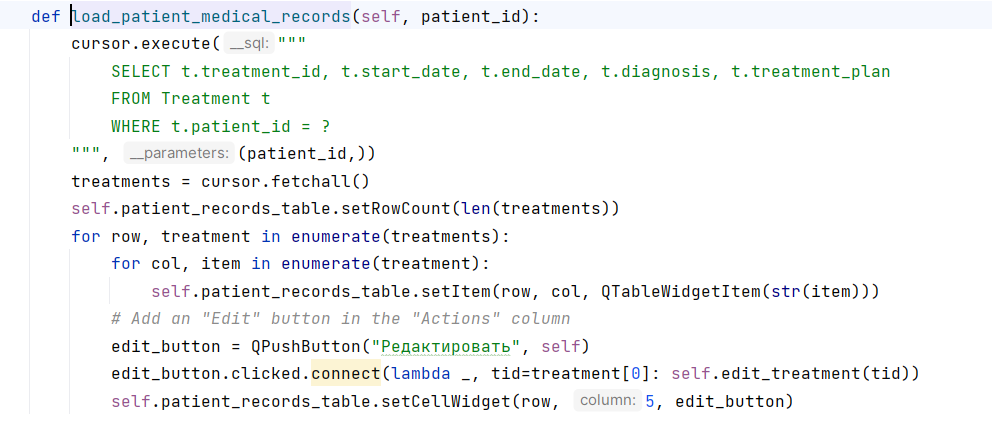 def load_patient_medical_records(self, patient_id):
    cursor.execute( __sql: """
        SELECT t.treatment_id, t.start_date, t.end_date, t.diagnosis, t.treatment_plan
        FROM Treatment t
        WHERE t.patient_id = ?
    """, __parameters: (patient_id,))
    treatments = cursor.fetchall()
    self.patient_records_table.setRowCount(len(treatments))
    for row, treatment in enumerate(treatments):
        for col, item in enumerate(treatment):
            self.patient_records_table.setItem(row, col, QTableWidgetItem(str(item)))
        # Add an "Edit" button in the "Actions" column
        edit_button = QPushButton("Редактировать", self)
        edit_button.clicked.connect(lambda _, tid=treatment[0]: self.edit_treatment(tid))
        self.patient_records_table.setCellWidget(row, column: 5, edit_button)